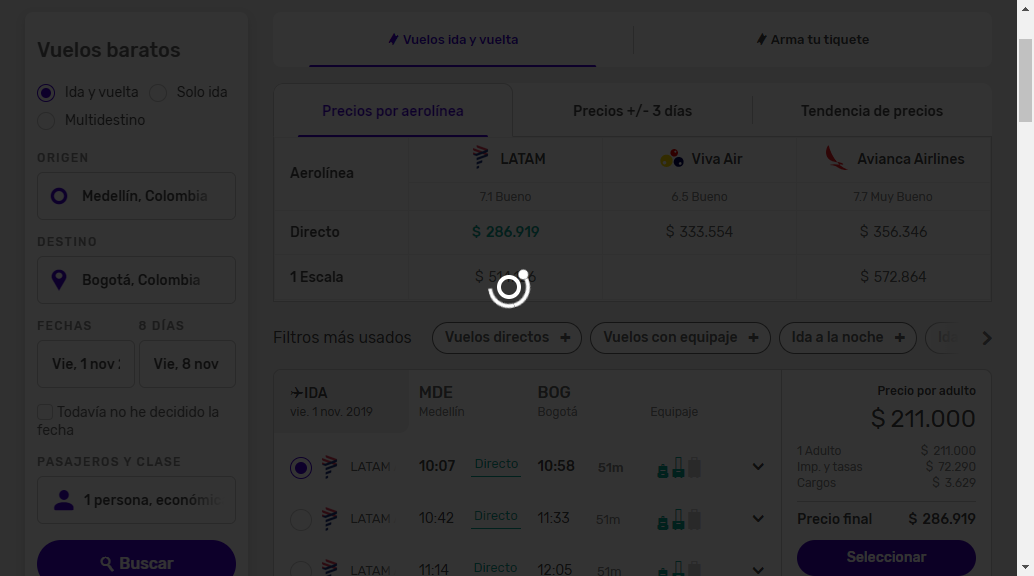 Vuelos baratos
Ida y vuelta
Solo ida
Multidestino
ORIGEN
Medellín, Colombia
DESTINO
Bogotá, Colombia
FECHAS
8 DÍAS
Vie, 1 nov
Vie, 8 nov
Todavía no he decidido la
fecha
PASAJEROS Y CLASE
1 persona, económic
Buscar
Vuelos ida y vuelta
Arma tu tiquete
Precios por aerolínea
Precios +/- 3 días
Tendencia de precios
Aerolínea
LATAM
Viva Air
Avianca Airlines
7.1 Bueno
6.5 Bueno
7.7 Muy Bueno
Directo
$ 286.919
$ 333.554
$ 356.346
1 Escala
$ 572.864
Filtros más usados
Vuelos directos +
Vuelos con equipaje +
Ida a la noche +
IDA
MDE
BOG
vie. 1 nov. 2019
Medellín
Bogotá
Equipaje
LATAM 10:07 Directo 10:58 51m
LATAM 10:42 Directo 11:33 51m
LATAM 11:14 Directo 12:05 51m
Precio por adulto
$ 211.000
1 Adulto $ 211.000
Imp. y tasas $ 72.290
Cargos $ 3.629
Precio final $ 286.919
Seleccionar